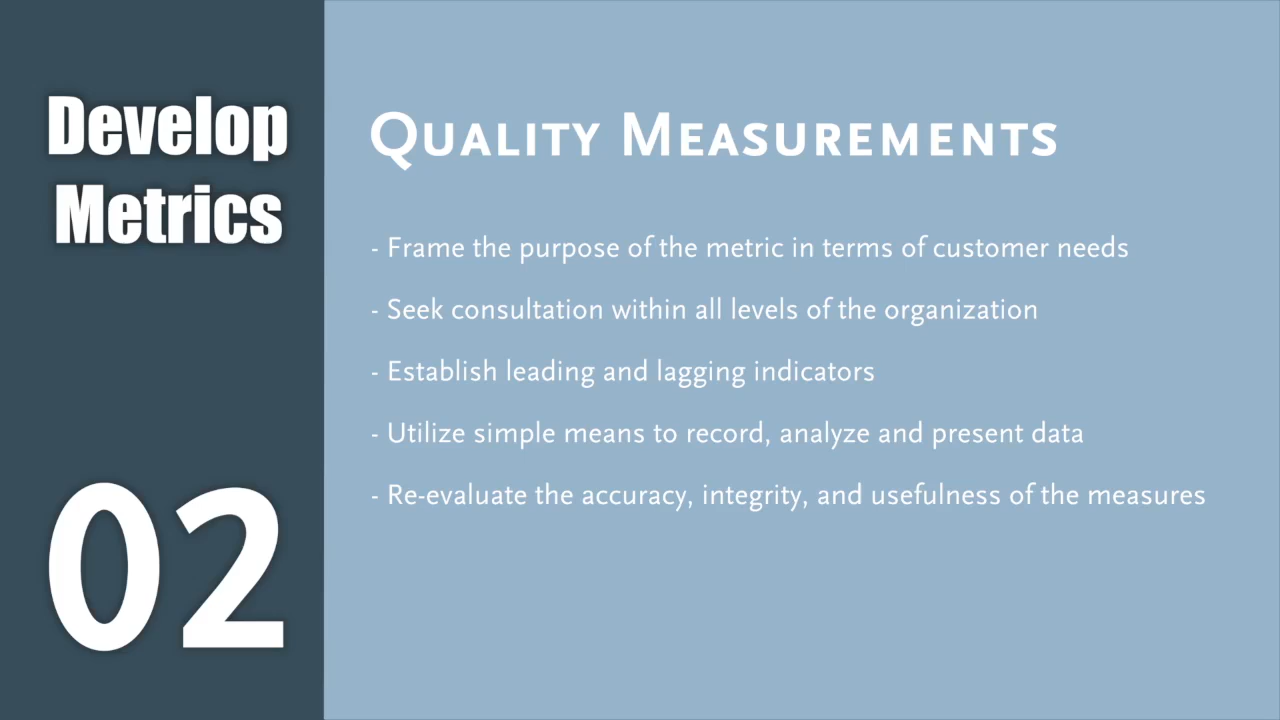 Develop
Metrics
02
Quality Measurements
- Frame the purpose of the metric in terms of customer needs
- Seek consultation within all levels of the organization
- Establish leading and lagging indicators
- Utilize simple means to record, analyze and present data
- Re-evaluate the accuracy, integrity, and usefulness of the measures